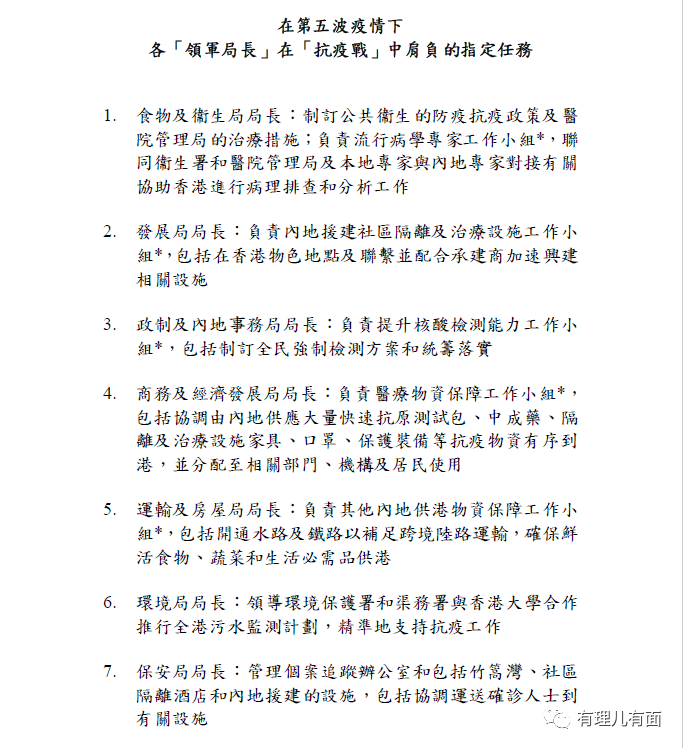 在第五波疫情下
各「領軍局長」在「抗疫戰」中肩負的指定任務
1. 食物及衞生局局長：制訂公共衞生的防疫抗疫政策及醫
院管理局的治療措施；負責流行病學專家工作小組*，聯
同衞生署和醫院管理局及本地專家與內地專家對接有關
協助香港進行病理排查和分析工作
2. 發展局局長：負責內地援建社區隔離及治療設施工作小
組*，包括在香港物色地點及聯繫並配合承建商加速興建
相關設施
3. 政制及內地事務局局長：負責提升核酸檢測能力工作小
組*，包括制訂全民強制檢測方案和統籌落實
4. 商務及經濟發展局局長：負責醫療物資保障工作小組*，
包括協調由內地供應大量快速抗原測試包、中成藥、隔
離及治療設施家具、口罩、保護裝備等抗疫物資有序到
港，並分配至相關部門、機構及居民使用
5. 運輸及房屋局局長：負責其他內地供港物資保障工作小
組*，包括開通水路及鐵路以補足跨境陸路運輸，確保鮮
活食物、蔬菜和生活必需品供港
6. 環境局局長：領導環境保護署和渠務署與香港大學合作
推行全港污水監測計劃，精準地支持抗疫工作
7. 保安局局長：管理個案追蹤辦公室和包括竹篙灣、社區
隔離酒店和內地援建的設施，包括協調運送確診人士到
有關設施
有理儿有面